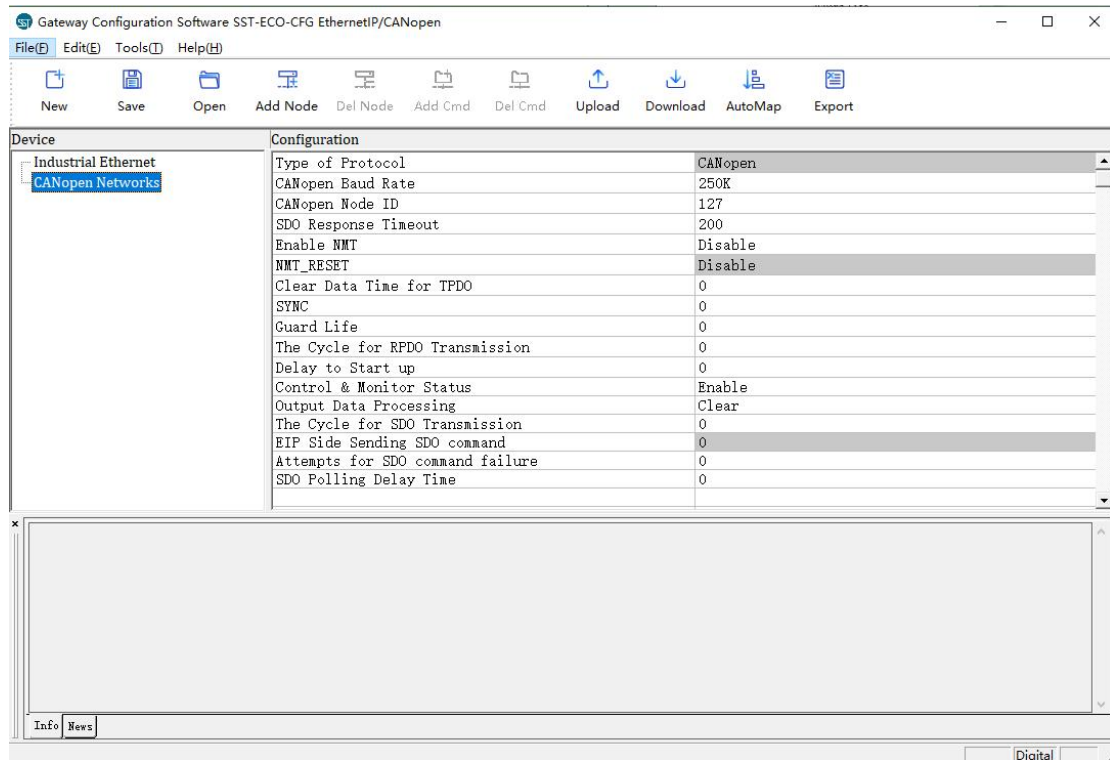 SST Gateway Configuration Software SST-ECO-CFG EthernetIP/CANopen
File(F) Edit(E) Tools(T) Help(H)
New Save Open Add Node Del Node Add Cmd Del Cmd Upload Download AutoMap Export
Device Configuration
Industrial Ethernet
CANopen Networks
Type of Protocol CANopen
CANopen Baud Rate 250K
CANopen Node ID 127
SDO Response Timeout 200
Enable NMT Disable
NMT_RESET Disable
Clear Data Time for TPDO 0
SYNC 0
Guard Life 0
The Cycle for RPDO Transmission 0
Delay to Start up 0
Control & Monitor Status Enable
Output Data Processing Clear
The Cycle for SDO Transmission 0
EIP Side Sending SDO command 0
Attempts for SDO command failure 0
SDO Polling Delay Time 0
Info News
Digital